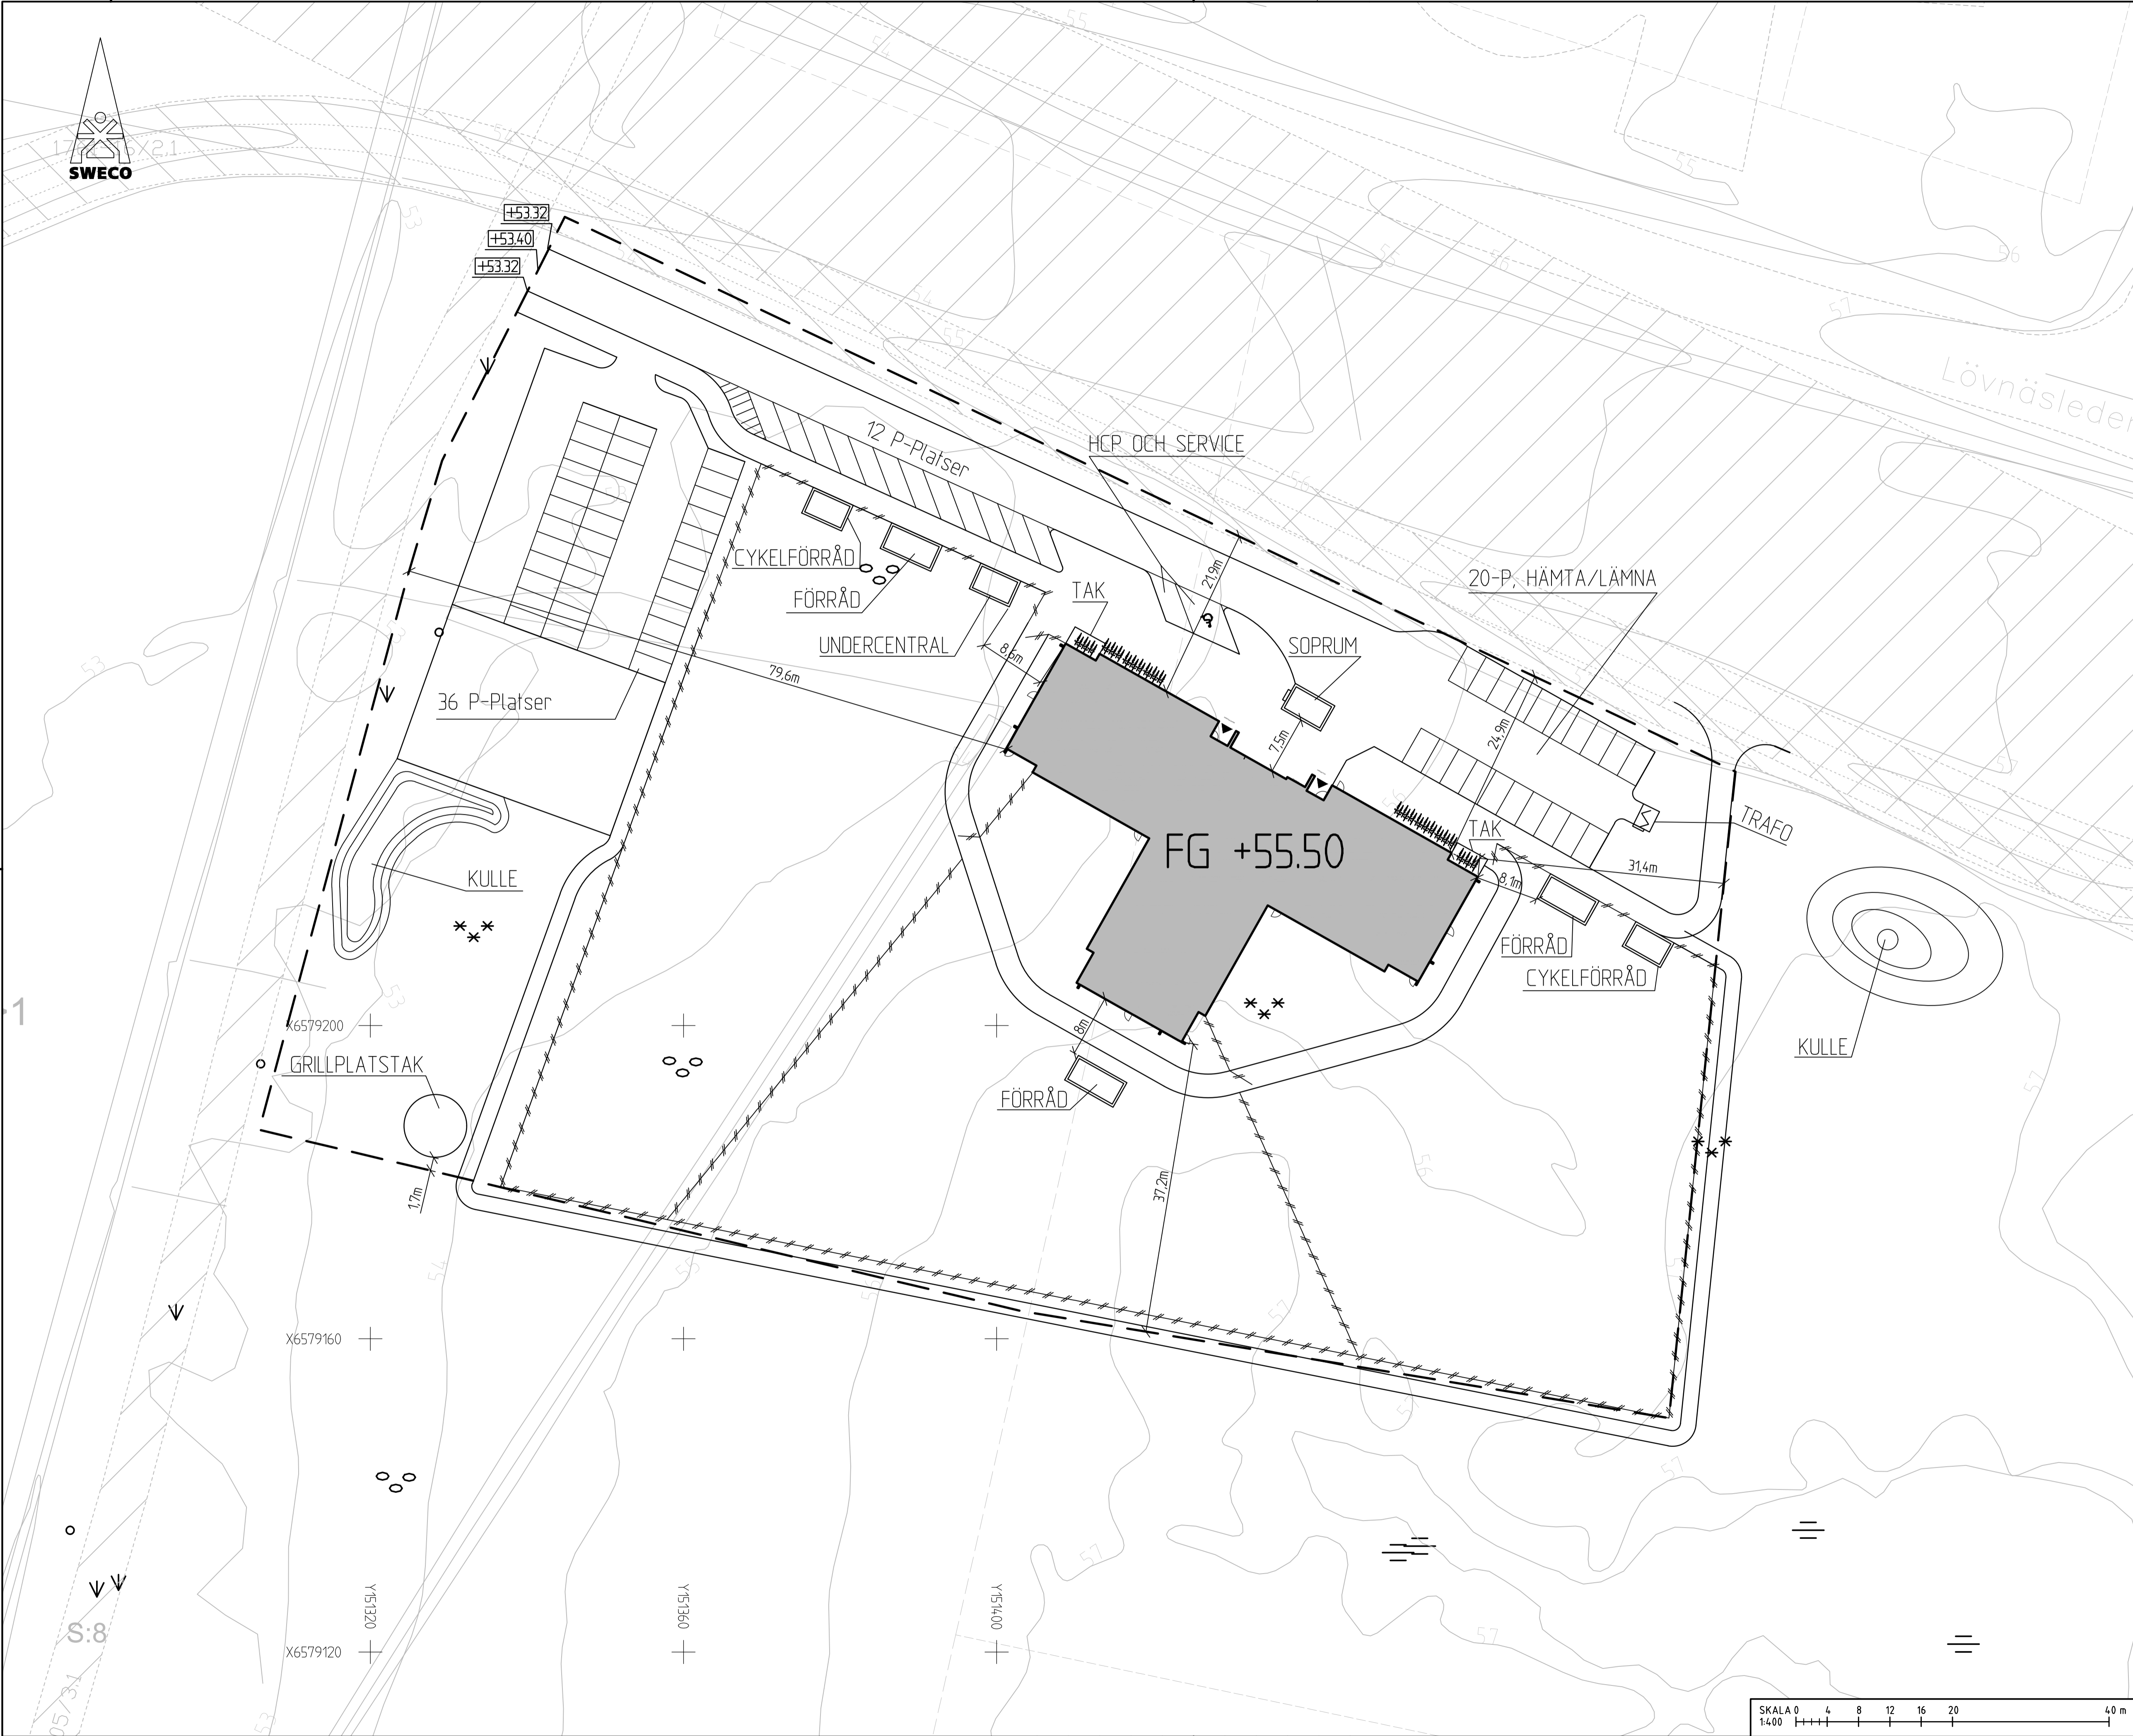 SWECO
+53.32
+53.40
+53.32
Lövnäsleden
12 P-Platser
HCP OCH SERVICE
21,9m
20-P, HÄMTA/LÄMNA
CYKELFÖRRÅD
FÖRRÅD
UNDERCENTRAL
TAK
SOPRUM
8,6m
79,6m
36 P-Platser
7,5m
24,9m
TRAFO
FG +55.50
TAK
31,4m
8,1m
KULLE
FÖRRÅD
CYKELFÖRRÅD
KULLE
X6579200
GRILLPLATSTAK
8m
FÖRRÅD
1,7m
37,2m
X6579160
Y151320
Y151360
Y151400
S:8
X6579120
57
SKALA 0 4 8 12 16 20 40 m
1:400